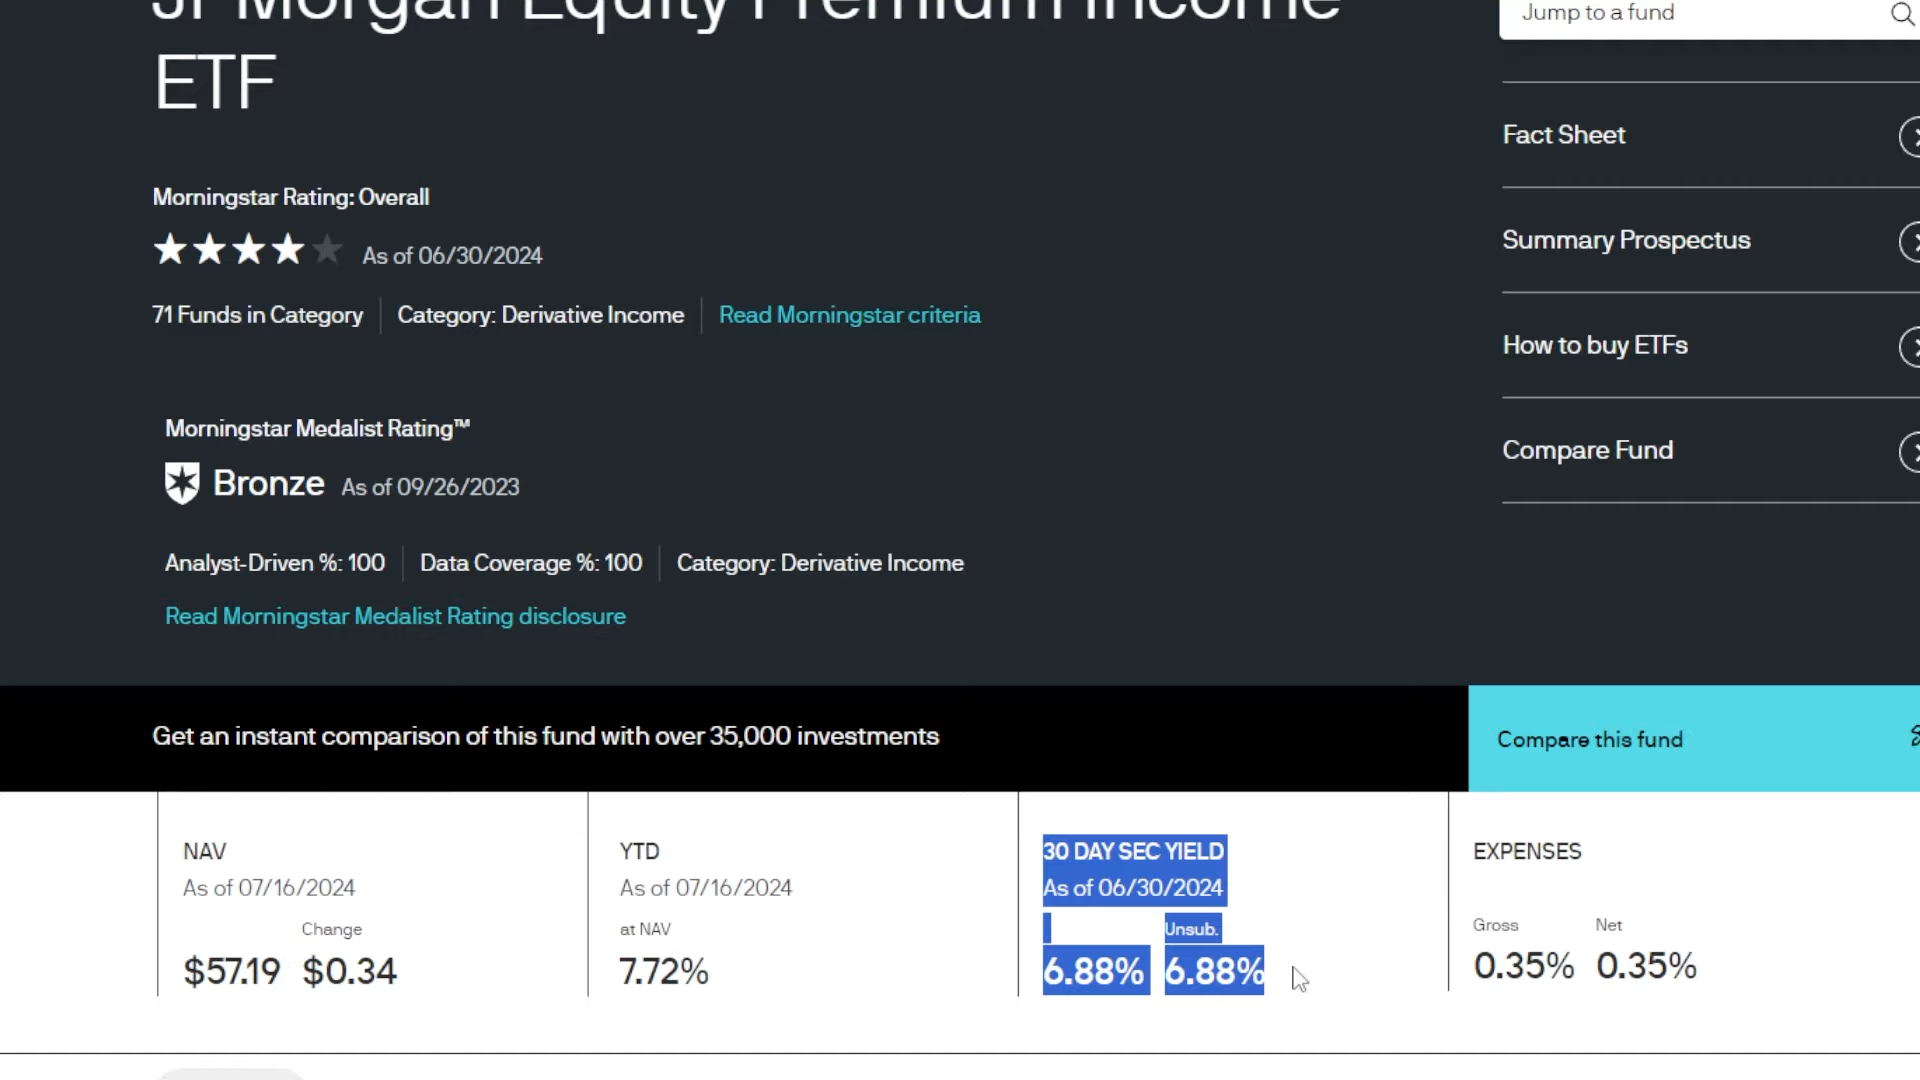 JPMorgan Equity Premium Income
ETF
Jump to a fund
Fact Sheet
Summary Prospectus
How to buy ETFs
Compare Fund
Morningstar Rating: Overall
As of 06/30/2024
71 Funds in Category
Category: Derivative Income
Read Morningstar criteria
Morningstar Medalist Rating™
Bronze As of 09/26/2023
Analyst-Driven %: 100
Data Coverage %: 100
Category: Derivative Income
Read Morningstar Medalist Rating disclosure
Get an instant comparison of this fund with over 35,000 investments
Compare this fund
NAV
As of 07/16/2024
Change
$57.19 $0.34
YTD
As of 07/16/2024
at NAV
7.72%
30 DAY SEC YIELD
As of 06/30/2024
Unsub.
6.88% 6.88%
EXPENSES
Gross Net
0.35% 0.35%